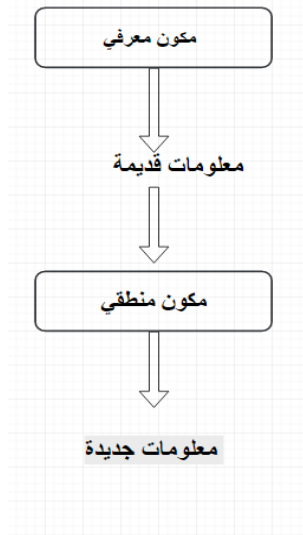 مكون معرفي
معلومات قديمة
مكون منطقي
معلومات جديدة